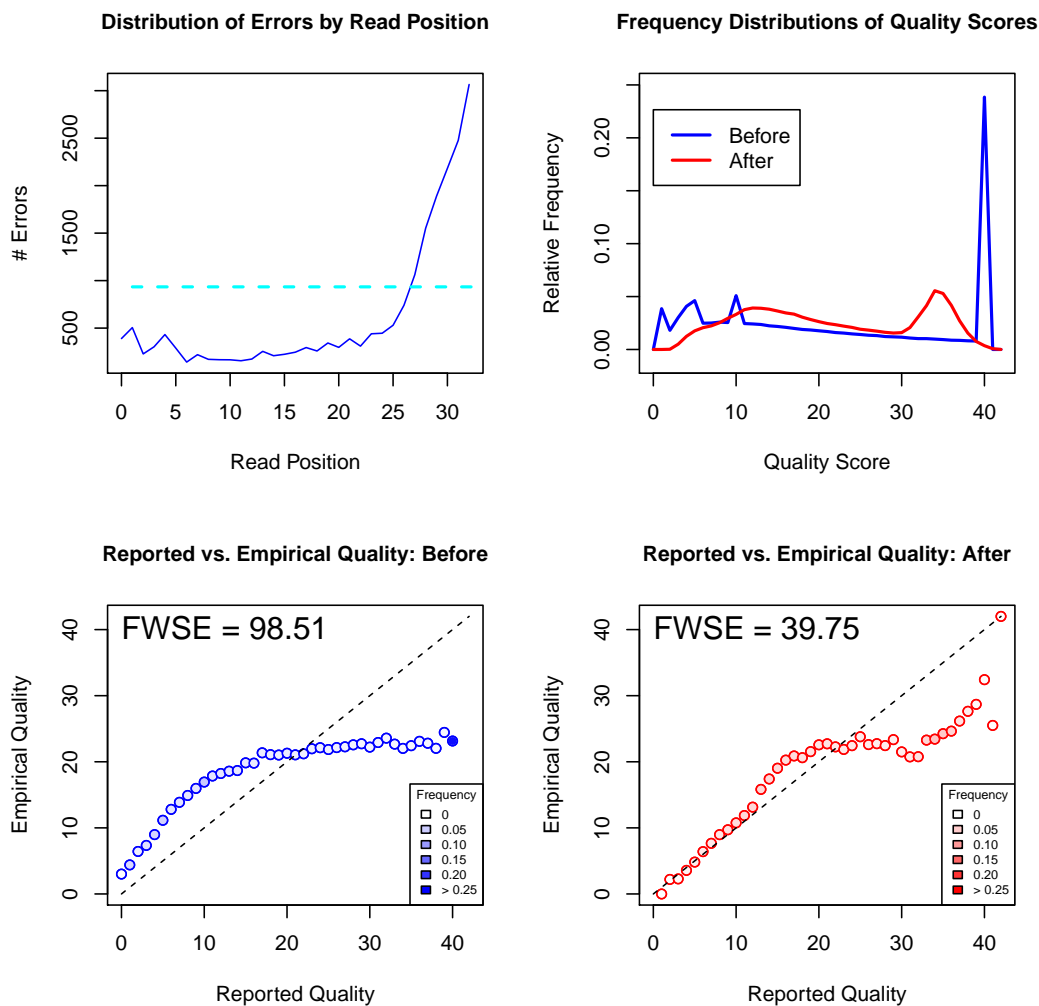 Distribution of Errors by Read Position
# Errors
500
1500
2500
0 5 10 15 20 25 30
Read Position
Frequency Distributions of Quality Scores
Relative Frequency
0.00
0.10
0.20
Before
After
0 10 20 30 40
Quality Score
Reported vs. Empirical Quality: Before
FWSE = 98.51
Empirical Quality
0
10
20
30
40
Frequency
0
0.05
0.10
0.15
0.20
> 0.25
0 10 20 30 40
Reported Quality
Reported vs. Empirical Quality: After
FWSE = 39.75
Empirical Quality
0
10
20
30
40
Frequency
0
0.05
0.10
0.15
0.20
> 0.25
0 10 20 30 40
Reported Quality